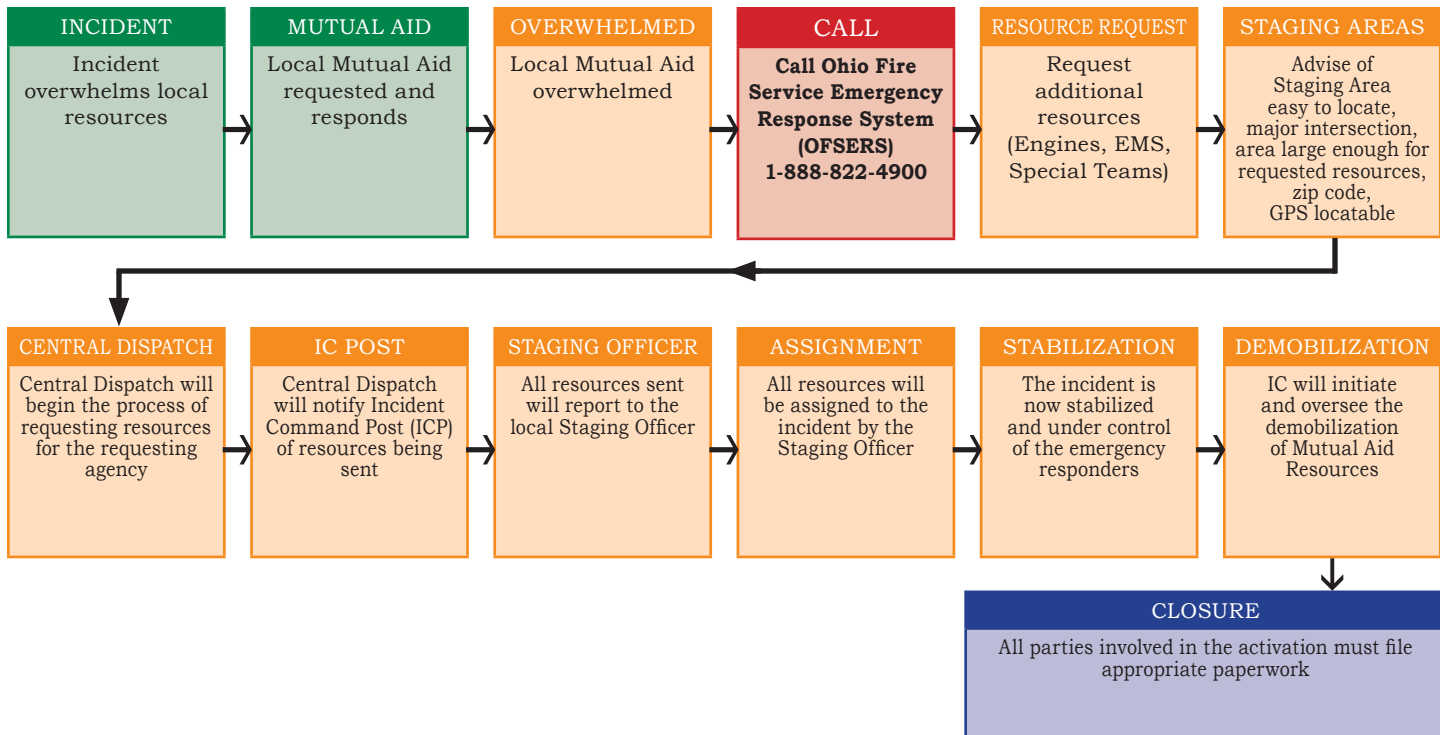 INCIDENT
Incident
overwhelms local
resources
MUTUAL AID
Local Mutual Aid
requested and
responds
OVERWHELMED
Local Mutual Aid
overwhelmed
CALL
Call Ohio Fire
Service Emergency
Response System
(OFSERS)
1-888-822-4900
RESOURCE REQUEST
Request
additional
resources
(Engines, EMS,
Special Teams)
STAGING AREAS
Advise of
Staging Area
easy to locate,
major intersection,
area large enough for
requested resources,
zip code,
GPS locatable
CENTRAL DISPATCH
Central Dispatch will
begin the process of
requesting resources
for the requesting
agency
IC POST
Central Dispatch
will notify Incident
Command Post (ICP)
of resources being
sent
STAGING OFFICER
All resources sent
will report to the
local Staging Officer
ASSIGNMENT
All resources will
be assigned to the
incident by the
Staging Officer
STABILIZATION
The incident is
now stabilized
and under control
of the emergency
responders
DEMOBILIZATION
IC will initiate
and oversee the
demobilization
of Mutual Aid
Resources
CLOSURE
All parties involved in the activation must file
appropriate paperwork